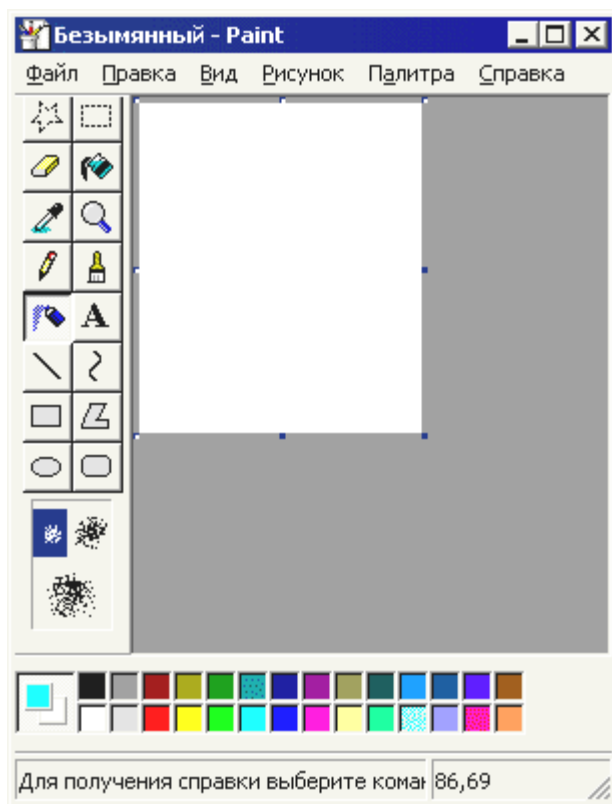 Безымянный - Paint
Файл Правка Вид Рисунок Палитра Справка
A
Для получения справки выберите коман 86,69